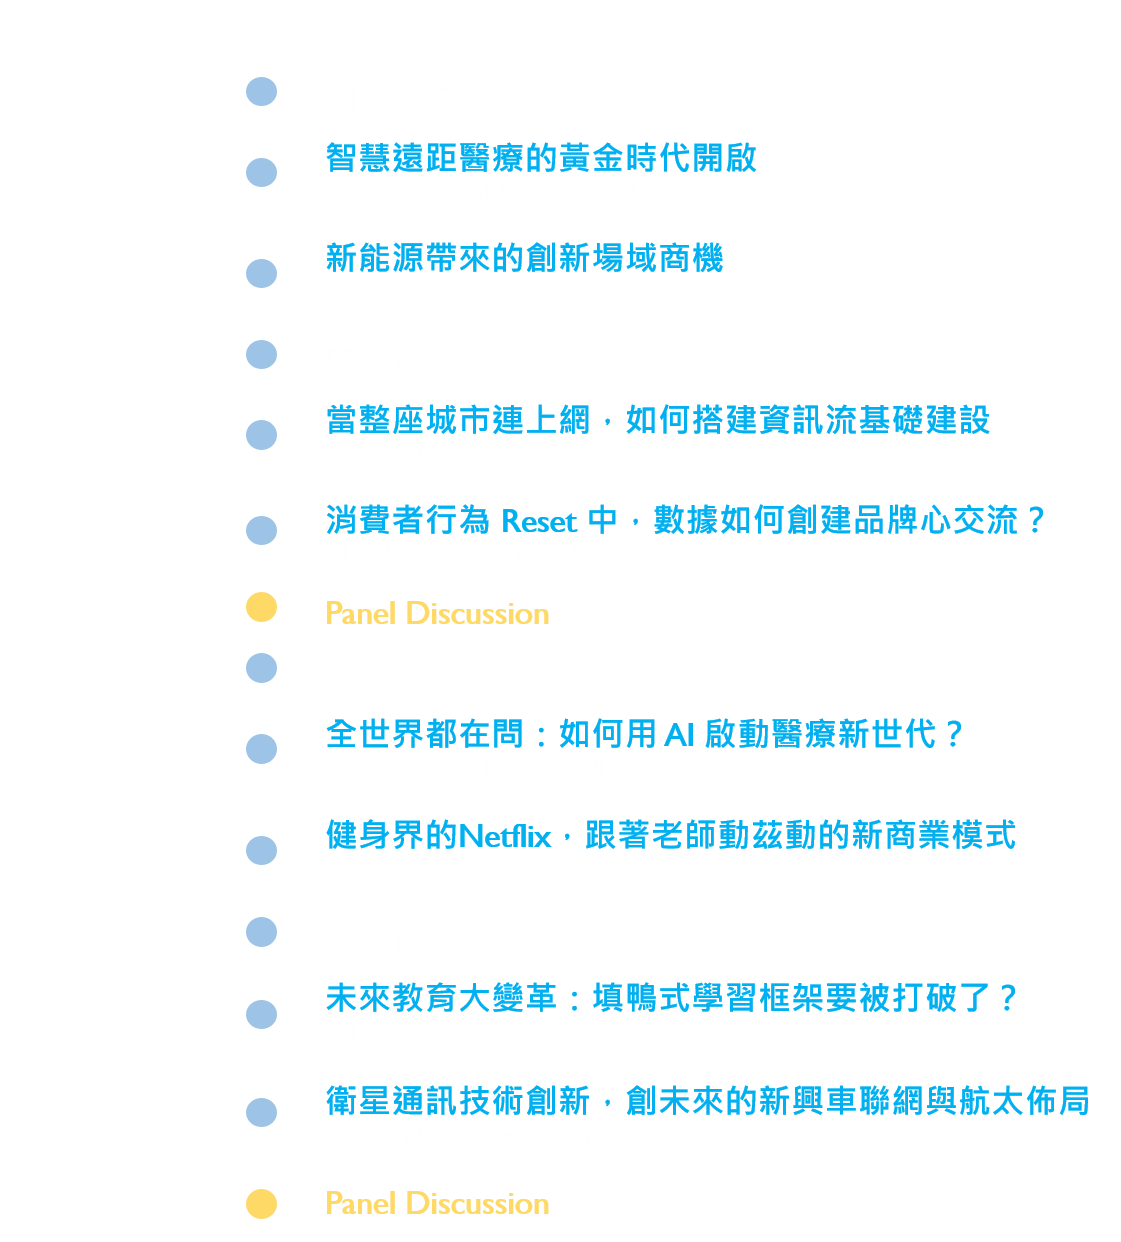 智慧遠距醫療的黃金時代開啟
新能源帶來的創新場域商機
當整座城市連上網，如何搭建資訊流基礎建設
消費者行為 Reset 中，數據如何創建品牌心交流？
Panel Discussion
全世界都在問：如何用 AI 啟動醫療新世代？
健身界的Netflix，跟著老師動茲動的新商業模式
未來教育大變革：填鴨式學習框架要被打破了？
衛星通訊技術創新，創未來的新興車聯網與航太佈局
Panel Discussion